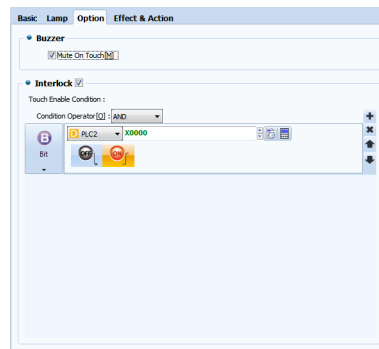 Basic Lamp Option Effect & Action
Buzzer
Mute On Touch[M]
Interlock
Touch Enable Condition :
Condition Operator[O] : AND
B PLC2 X0000
Bit OFF ON